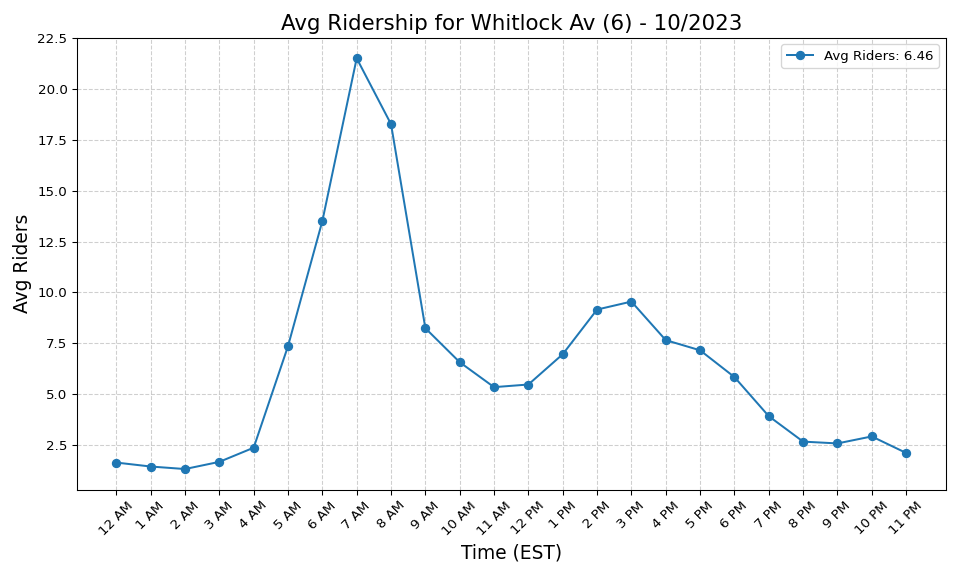 Avg Ridership for Whitlock Av (6) - 10/2023
Avg Riders: 6.46
Avg Riders
22.5
20.0
17.5
15.0
12.5
10.0
7.5
5.0
2.5
12 AM
1 AM
2 AM
3 AM
4 AM
5 AM
6 AM
7 AM
8 AM
9 AM
10 AM
11 AM
12 PM
1 PM
2 PM
3 PM
4 PM
5 PM
6 PM
7 PM
8 PM
9 PM
10 PM
11 PM
Time (EST)